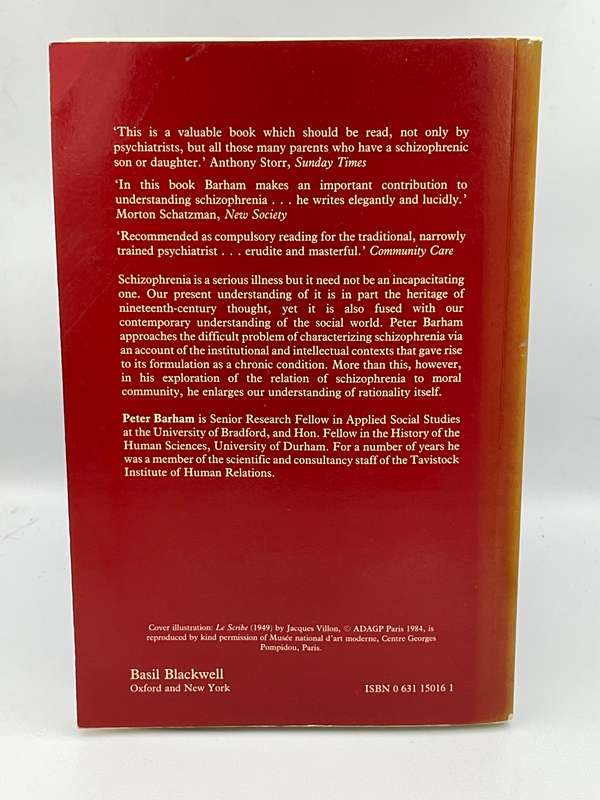 ‘This is a valuable book which should be read, not only by
psychiatrists, but all those many parents who have a schizophrenic
son or daughter.’ Anthony Storr, Sunday Times
‘In this book Barham makes an important contribution to
understanding schizophrenia . . . he writes elegantly and lucidly.’
Morton Schatzman, New Society
‘Recommended as compulsory reading for the traditional, narrowly
trained psychiatrist . . . erudite and masterful.’ Community Care
Schizophrenia is a serious illness but it need not be an incapacitating
one. Our present understanding of it is in part the heritage of
nineteenth-century thought, yet it is also fused with our
contemporary understanding of the social world. Peter Barham
approaches the difficult problem of characterizing schizophrenia via
an account of the institutional and intellectual contexts that gave rise
to its formulation as a chronic condition. More than this, however,
in his exploration of the relation of schizophrenia to moral
community, he enlarges our understanding of rationality itself.
Peter Barham is Senior Research Fellow in Applied Social Studies
at the University of Bradford, and Hon. Fellow in the History of the
Human Sciences, University of Durham. For a number of years he
was a member of the scientific and consultancy staff of the Tavistock
Institute of Human Relations.
Cover illustration: Le Scribe (1949) by Jacques Villon, © ADAGP Paris 1984, is
reproduced by kind permission of Musée national d'art moderne, Centre Georges
Pompidou, Paris.
Basil Blackwell
Oxford and New York
ISBN 0 631 15016 1